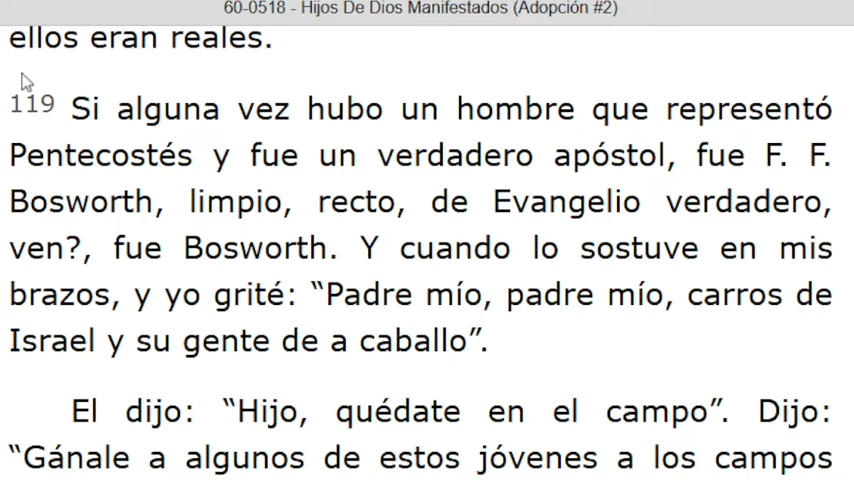 60-0518 - Hijos De Dios Manifestados (Adopción #2)
ellos eran reales.
119 Si alguna vez hubo un hombre que representó
Pentecostés y fue un verdadero apóstol, fue F. F.
Bosworth, limpio, recto, de Evangelio verdadero,
ven?, fue Bosworth. Y cuando lo sostuve en mis
brazos, y yo grité: “Padre mío, padre mío, carros de
Israel y su gente de a caballo”.
El dijo: “Hijo, quédate en el campo”. Dijo:
“Gánale a algunos de estos jóvenes a los campos